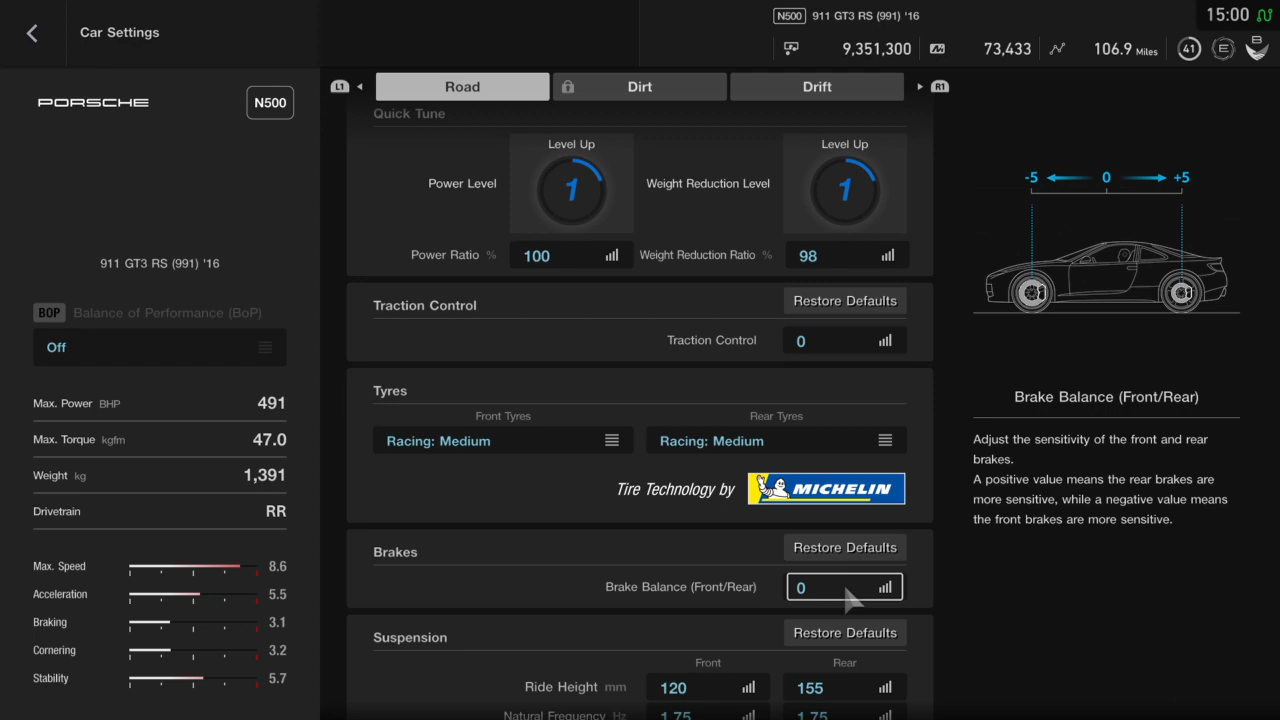 Car Settings
N500 911 GT3 RS (991) '16
15:00
9,351,300
73,433
106.9 Miles
41
E
B
PORSCHE
N500
911 GT3 RS (991) '16
BOP Balance of Performance (BoP)
Off
Max. Power BHP 491
Max. Torque kgfm 47.0
Weight kg 1,391
Drivetrain RR
Max. Speed 8.6
Acceleration 5.5
Braking 3.1
Cornering 3.2
Stability 5.7
L1 Road Dirt Drift R1
Quick Tune
Level Up Level Up
Power Level 1 Weight Reduction Level 1
Power Ratio % 100 Weight Reduction Ratio % 98
Traction Control Restore Defaults
Traction Control 0
Tyres
Front Tyres Rear Tyres
Racing: Medium Racing: Medium
Tire Technology by MICHELIN
Brakes Restore Defaults
Brake Balance (Front/Rear) 0
Suspension Restore Defaults
Front Rear
Ride Height mm 120 155
Natural Frequency Hz 1.75 1.75
-5 0 +5
Brake Balance (Front/Rear)
Adjust the sensitivity of the front and rear
brakes.
A positive value means the rear brakes are
more sensitive, while a negative value means
the front brakes are more sensitive.